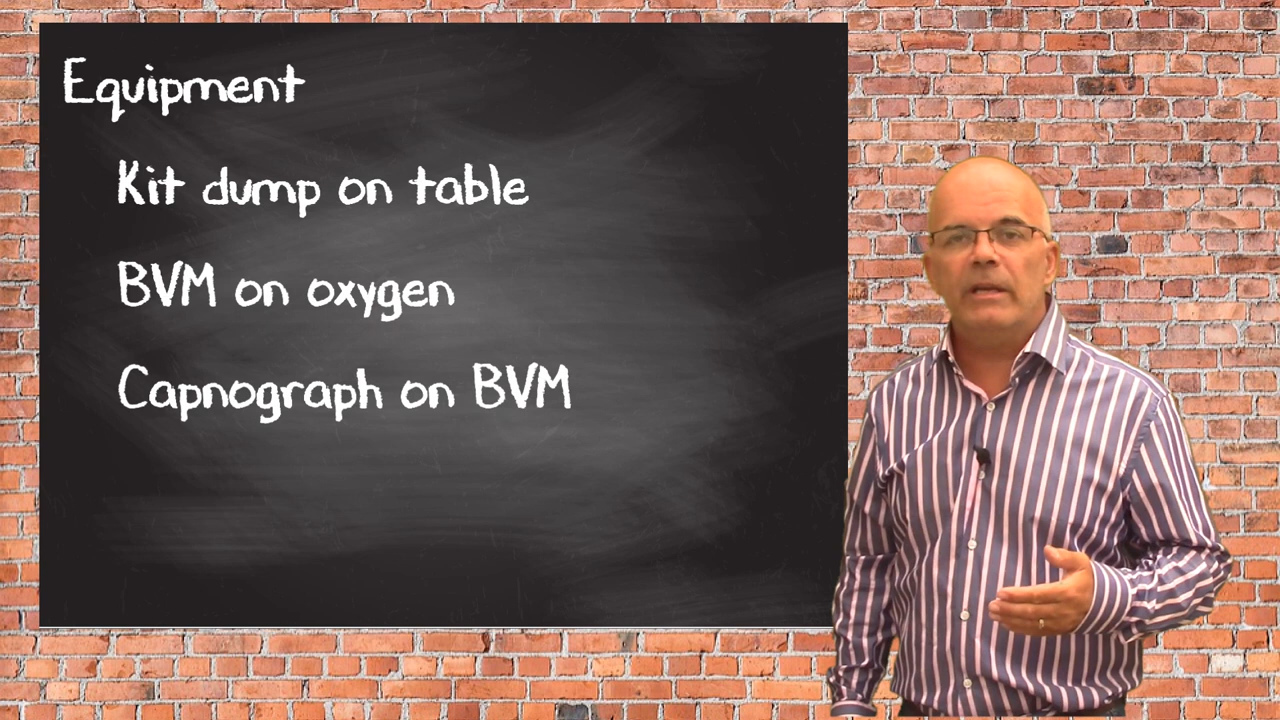 Equipment
Kit dump on table
BVM on oxygen
Capnograph on BVM